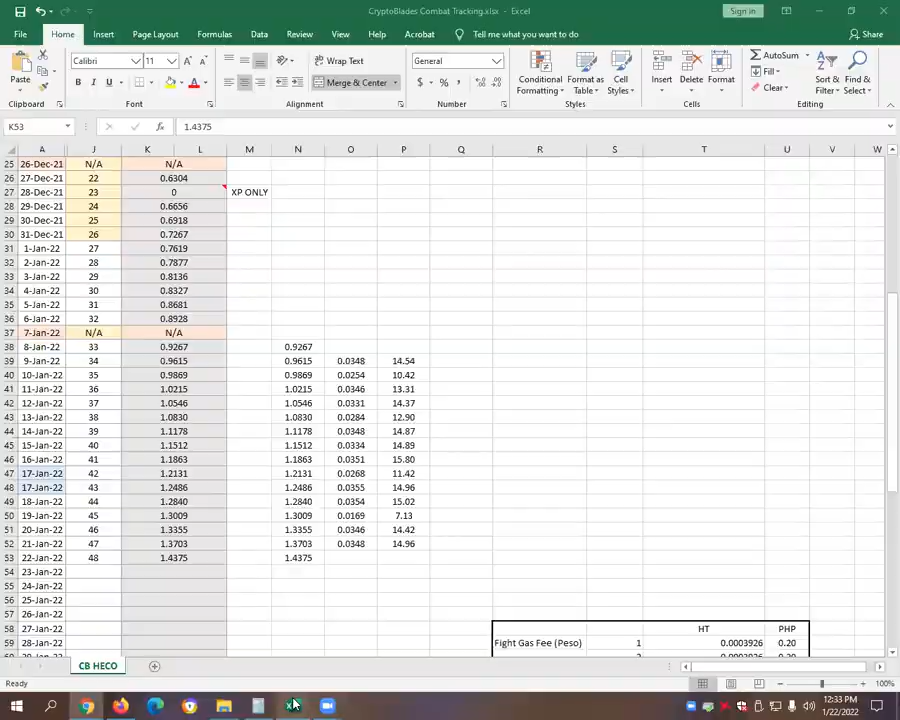 CryptoBlades Combat Tracking.xlsx - Excel
Sign in
File Home Insert Page Layout Formulas Data Review View Help Acrobat Tell me what you want to do Share
Calibri 11 Wrap Text General AutoSum
Paste B I U Merge & Center $ % Conditional Formatting Format as Table Cell Styles Insert Delete Format Fill Clear Sort & Filter Find & Select
Clipboard Font Alignment Number Styles Cells Editing
K53 fx 1.4375
A J K L M N O P Q R S T U V W
25 26-Dec-21 N/A N/A
26 27-Dec-21 22 0.6304
27 28-Dec-21 23 0 XP ONLY
28 29-Dec-21 24 0.6656
29 30-Dec-21 25 0.6918
30 31-Dec-21 26 0.7267
31 1-Jan-22 27 0.7619
32 2-Jan-22 28 0.7877
33 3-Jan-22 29 0.8136
34 4-Jan-22 30 0.8327
35 5-Jan-22 31 0.8681
36 6-Jan-22 32 0.8928
37 7-Jan-22 N/A N/A
38 8-Jan-22 33 0.9267 0.9267
39 9-Jan-22 34 0.9615 0.9615 0.0348 14.54
40 10-Jan-22 35 0.9869 0.9869 0.0254 10.42
41 11-Jan-22 36 1.0215 1.0215 0.0346 13.31
42 12-Jan-22 37 1.0546 1.0546 0.0331 14.37
43 13-Jan-22 38 1.0830 1.0830 0.0284 12.90
44 14-Jan-22 39 1.1178 1.1178 0.0348 14.87
45 15-Jan-22 40 1.1512 1.1512 0.0334 14.89
46 16-Jan-22 41 1.1863 1.1863 0.0351 15.80
47 17-Jan-22 42 1.2131 1.2131 0.0268 11.42
48 17-Jan-22 43 1.2486 1.2486 0.0355 14.96
49 18-Jan-22 44 1.2840 1.2840 0.0354 15.02
50 19-Jan-22 45 1.3009 1.3009 0.0169 7.13
51 20-Jan-22 46 1.3355 1.3355 0.0346 14.42
52 21-Jan-22 47 1.3703 1.3703 0.0348 14.96
53 22-Jan-22 48 1.4375 1.4375
54 23-Jan-22
55 24-Jan-22
56 25-Jan-22
57 26-Jan-22
58 27-Jan-22 HT PHP
59 28-Jan-22 Fight Gas Fee (Peso) 1 0.0003926 0.20
CB HECO
Ready 100%
12:33 PM
1/22/2022